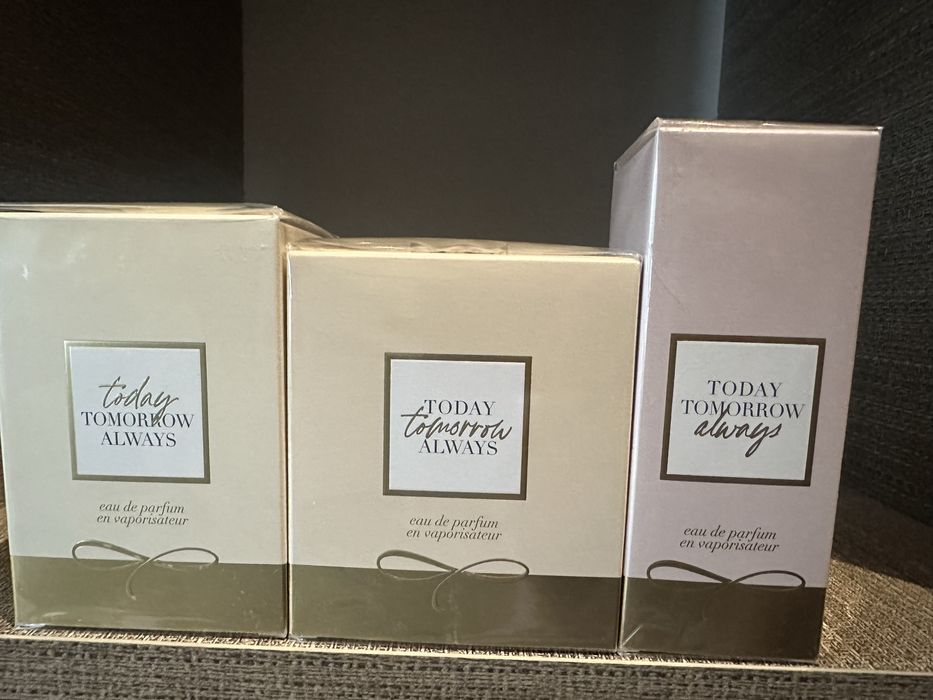 today
TOMORROW
ALWAYS
eau de parfum
en vaporisateur
TODAY
tomorrow
ALWAYS
eau de parfum
en vaporisateur
TODAY
TOMORROW
always
eau de parfum
en vaporisateur